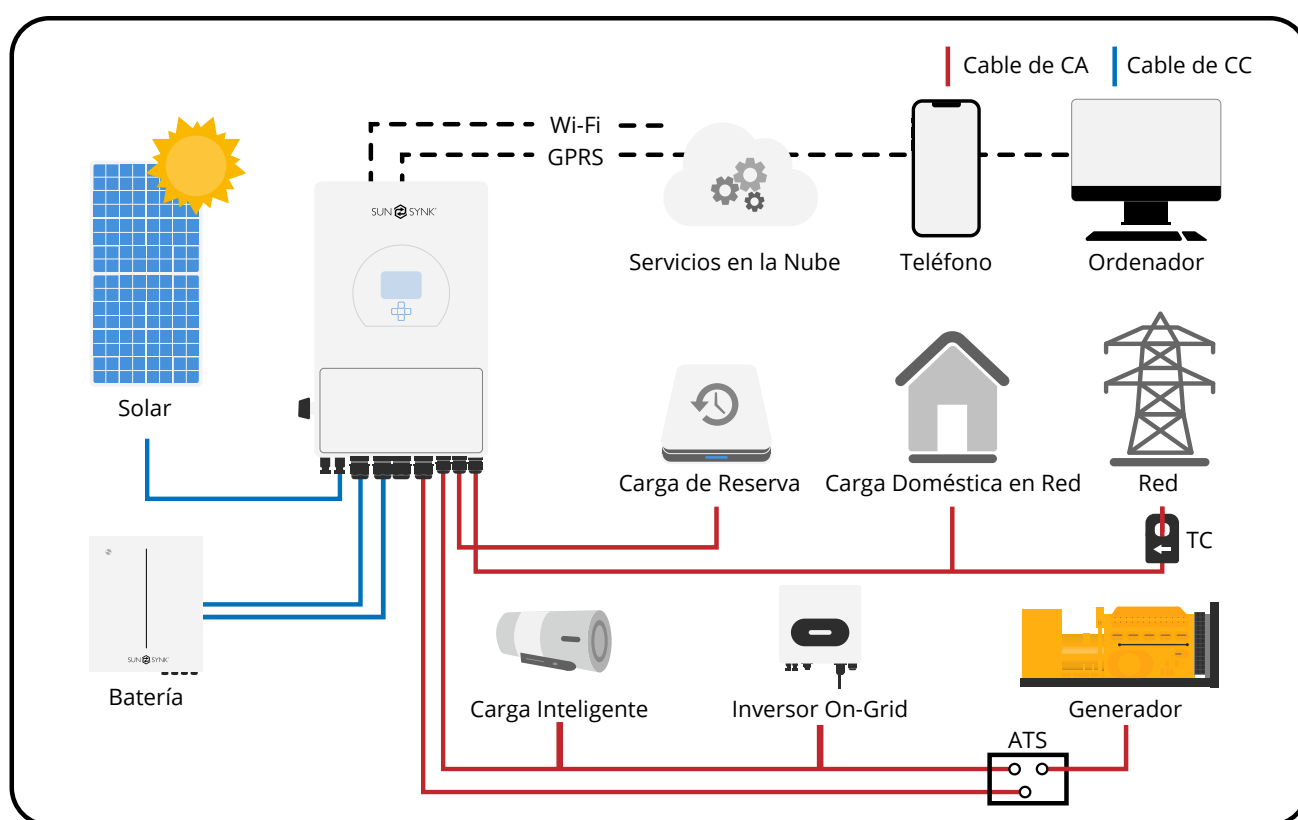 Cable de CA
Cable de CC
Wi-Fi
GPRS
SUN SYNK
Servicios en la Nube
Teléfono
Ordenador
Solar
Carga de Reserva
Carga Doméstica en Red
Red
TC
SUN SYNK
Batería
Carga Inteligente
Inversor On-Grid
Generador
ATS